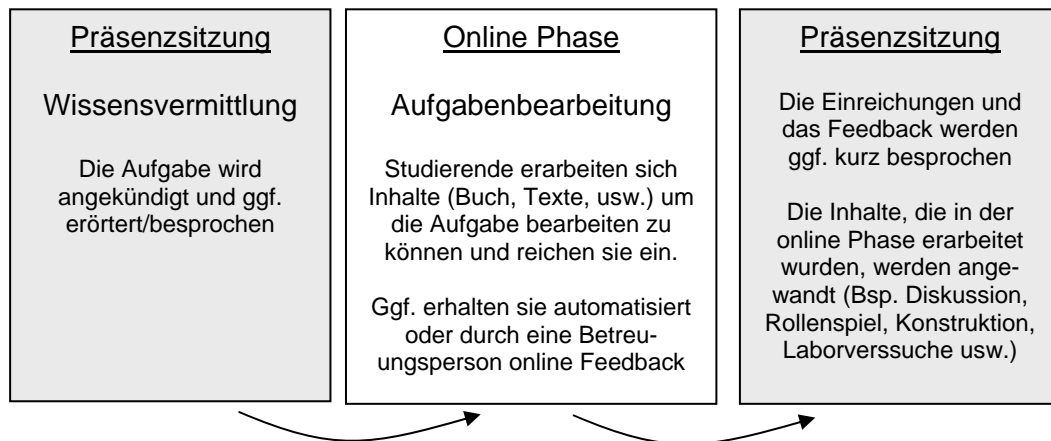 Präsenzsitzung
Wissensvermittlung
Die Aufgabe wird
angekündigt und ggf.
erörtert/besprochen
Online Phase
Aufgabenbearbeitung
Studierende erarbeiten sich
Inhalte (Buch, Texte, usw.) um
die Aufgabe bearbeiten zu
können und reichen sie ein.
Ggf. erhalten sie automatisiert
oder durch eine Betreu-
ungsperson online Feedback
Präsenzsitzung
Die Einreichungen und
das Feedback werden
ggf. kurz besprochen
Die Inhalte, die in der
online Phase erarbeitet
wurden, werden ange-
wandt (Bsp. Diskussion,
Rollenspiel, Konstruktion,
Laborverssuche usw.)